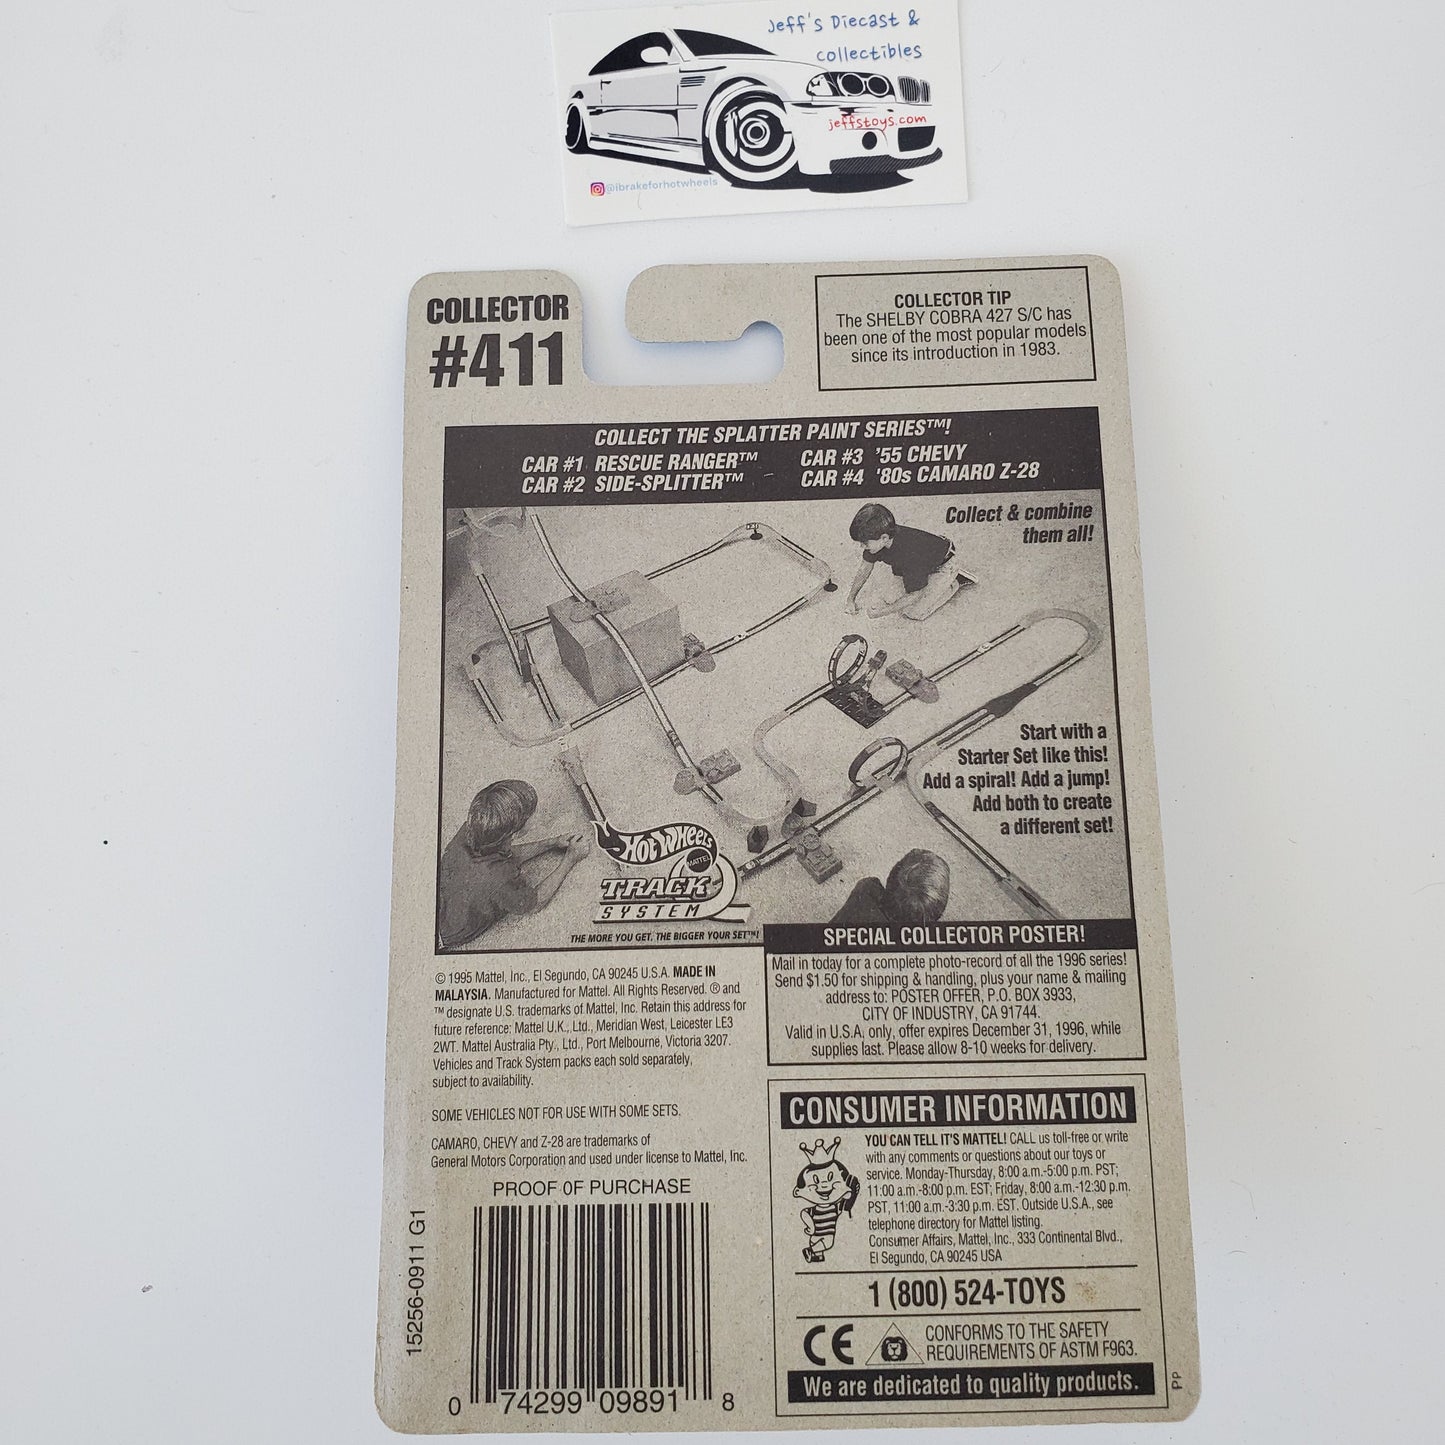 Jeff's Diecast &
collectibles
jeffstoys.com
@ibrakeforhotwheels
COLLECTOR
#411
COLLECTOR TIP
The SHELBY COBRA 427 S/C has
been one of the most popular models
since its introduction in 1983.
COLLECT THE SPLATTER PAINT SERIES™!
CAR #1 RESCUE RANGER™
CAR #2 SIDE-SPLITTER™
CAR #3 '55 CHEVY
CAR #4 '80s CAMARO Z-28
Collect & combine
them all!
Start with a
Starter Set like this!
Add a spiral! Add a jump!
Add both to create
a different set!
HOT WHEELS
MATTEL
TRACK
SYSTEM
THE MORE YOU GET, THE BIGGER YOUR SET™!
SPECIAL COLLECTOR POSTER!
Mail in today for a complete photo-record of all the 1996 series!
Send $1.50 for shipping & handling, plus your name & mailing
address to: POSTER OFFER, P.O. BOX 3933,
CITY OF INDUSTRY, CA 91744.
Valid in U.S.A. only, offer expires December 31, 1996, while
supplies last. Please allow 8-10 weeks for delivery.
© 1995 Mattel, Inc., El Segundo, CA 90245 U.S.A. MADE IN
MALAYSIA. Manufactured for Mattel. All Rights Reserved. ® and
™ designate U.S. trademarks of Mattel, Inc. Retain this address for
future reference: Mattel U.K., Ltd., Meridian West, Leicester LE3
2WT. Mattel Australia Pty., Ltd., Port Melbourne, Victoria 3207.
Vehicles and Track System packs each sold separately,
subject to availability.
SOME VEHICLES NOT FOR USE WITH SOME SETS.
CAMARO, CHEVY and Z-28 are trademarks of
General Motors Corporation and used under license to Mattel, Inc.
PROOF OF PURCHASE
0 74299 09891 8
15256-0911 G1
CONSUMER INFORMATION
YOU CAN TELL IT'S MATTEL! CALL us toll-free or write
with any comments or questions about our toys or
service. Monday-Thursday, 8:00 a.m.-5:00 p.m. PST;
11:00 a.m.-8:00 p.m. EST; Friday, 8:00 a.m.-12:30 p.m.
PST, 11:00 a.m.-3:30 p.m. EST. Outside U.S.A., see
telephone directory for Mattel listing.
Consumer Affairs, Mattel, Inc., 333 Continental Blvd.,
El Segundo, CA 90245 USA
1 (800) 524-TOYS
CE
CONFORMS TO THE SAFETY
REQUIREMENTS OF ASTM F963.
We are dedicated to quality products.
PP